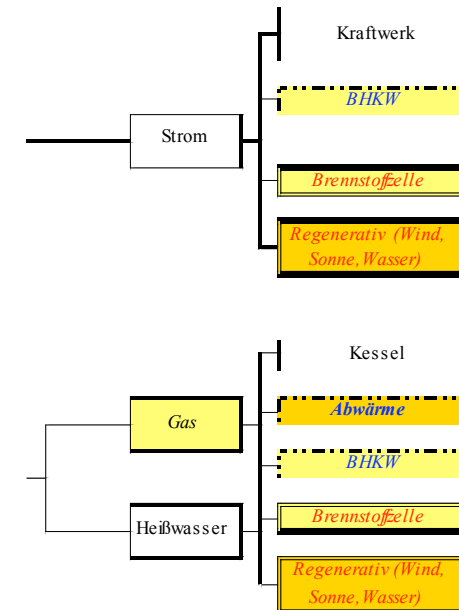 Kraftwerk
BHKW
Strom
Brennstoffzelle
Regenerativ (Wind,
Sonne, Wasser)
Kessel
Abwärme
Gas
BHKW
Brennstoffzelle
Heißwasser
Regenerativ (Wind,
Sonne, Wasser)